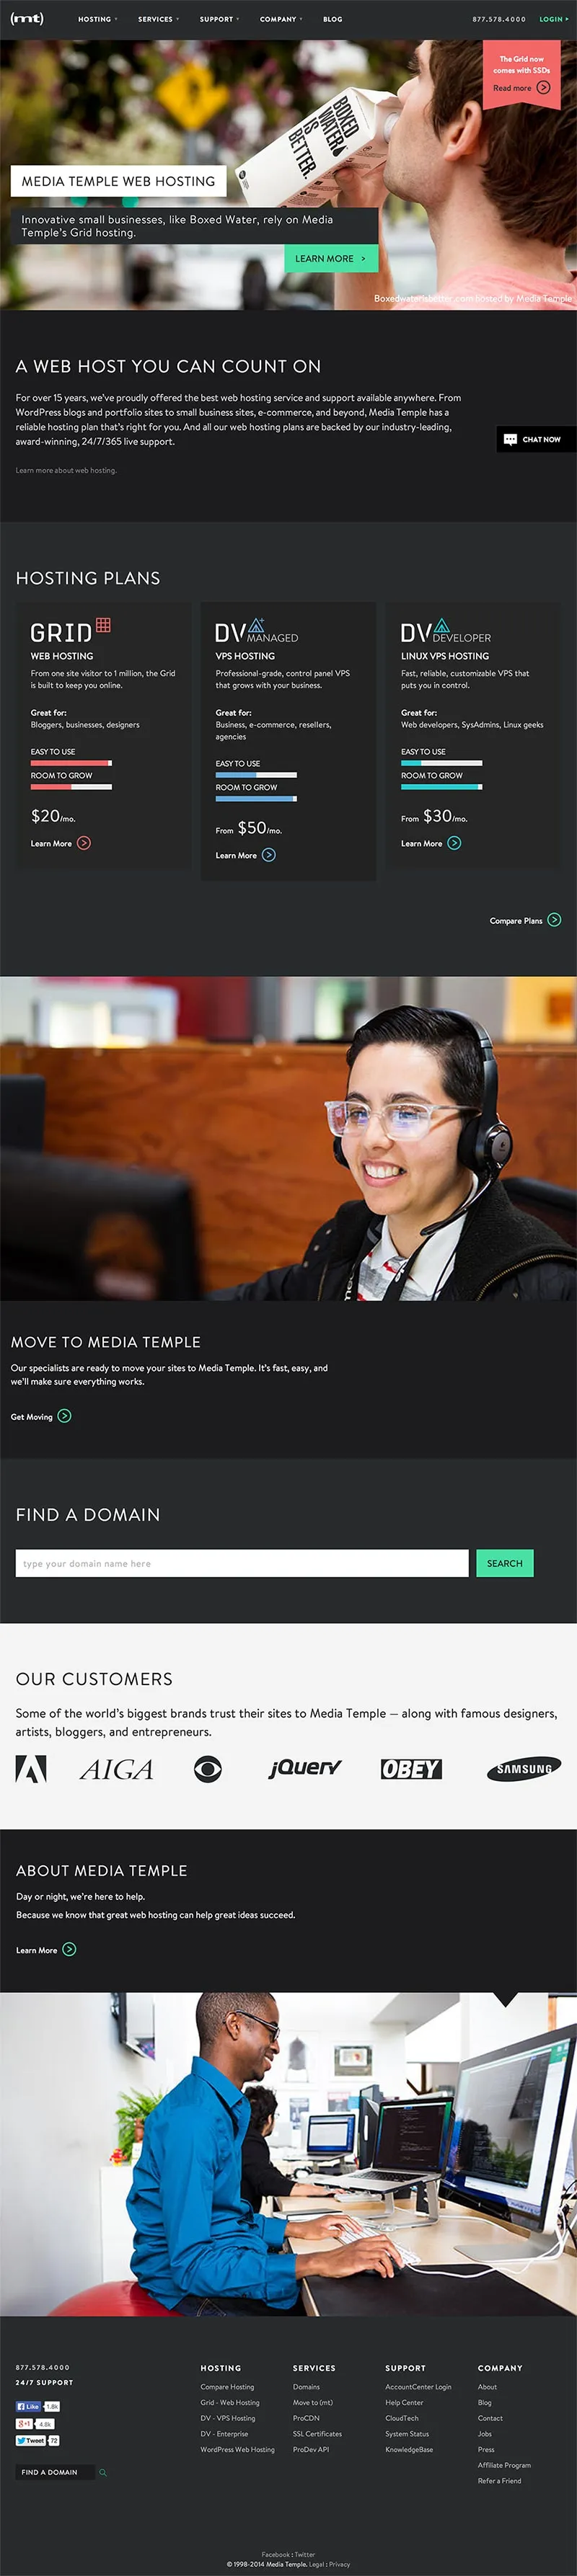 (mt)
HOSTING
SERVICES
SUPPORT
COMPANY
BLOG
877.578.4000
LOGIN
The Grid now
comes with SSDs
Read more
BOXED
WATER
IS
BETTER.
MEDIA TEMPLE WEB HOSTING
Innovative small businesses, like Boxed Water, rely on Media
Temple's Grid hosting.
LEARN MORE >
Boxedwaterisbetter.com hosted by Media Temple
A WEB HOST YOU CAN COUNT ON
For over 15 years, we've proudly offered the best web hosting service and support available anywhere. From
WordPress blogs and portfolio sites to small business sites, e-commerce, and beyond, Media Temple has a
reliable hosting plan that's right for you. And all our web hosting plans are backed by our industry-leading,
award-winning, 24/7/365 live support.
CHAT NOW
Learn more about web hosting.
HOSTING PLANS
GRID
WEB HOSTING
From one site visitor to 1 million, the Grid
is built to keep you online.
Great for:
Bloggers, businesses, designers
EASY TO USE
ROOM TO GROW
$20/mo.
Learn More
DV MANAGED
VPS HOSTING
Professional-grade, control panel VPS
that grows with your business.
Great for:
Business, e-commerce, resellers,
agencies
EASY TO USE
ROOM TO GROW
From $50/mo.
Learn More
DV DEVELOPER
LINUX VPS HOSTING
Fast, reliable, customizable VPS that
puts you in control.
Great for:
Web developers, SysAdmins, Linux geeks
EASY TO USE
ROOM TO GROW
From $30/mo.
Learn More
Compare Plans
MOVE TO MEDIA TEMPLE
Our specialists are ready to move your sites to Media Temple. It's fast, easy, and
we'll make sure everything works.
Get Moving
FIND A DOMAIN
type your domain name here
SEARCH
OUR CUSTOMERS
Some of the world's biggest brands trust their sites to Media Temple — along with famous designers,
artists, bloggers, and entrepreneurs.
AIGA
jQuery
OBEY
SAMSUNG
ABOUT MEDIA TEMPLE
Day or night, we're here to help.
Because we know that great web hosting can help great ideas succeed.
Learn More
877.578.4000
24/7 SUPPORT
Like 1.8k
+1 4.8k
Tweet 72
FIND A DOMAIN
HOSTING
Compare Hosting
Grid - Web Hosting
DV - VPS Hosting
DV - Enterprise
WordPress Web Hosting
SERVICES
Domains
Move to (mt)
ProCDN
SSL Certificates
ProDev API
SUPPORT
AccountCenter Login
Help Center
CloudTech
System Status
KnowledgeBase
COMPANY
About
Blog
Contact
Jobs
Press
Affiliate Program
Refer a Friend
Facebook : Twitter
© 1998-2014 Media Temple. Legal : Privacy